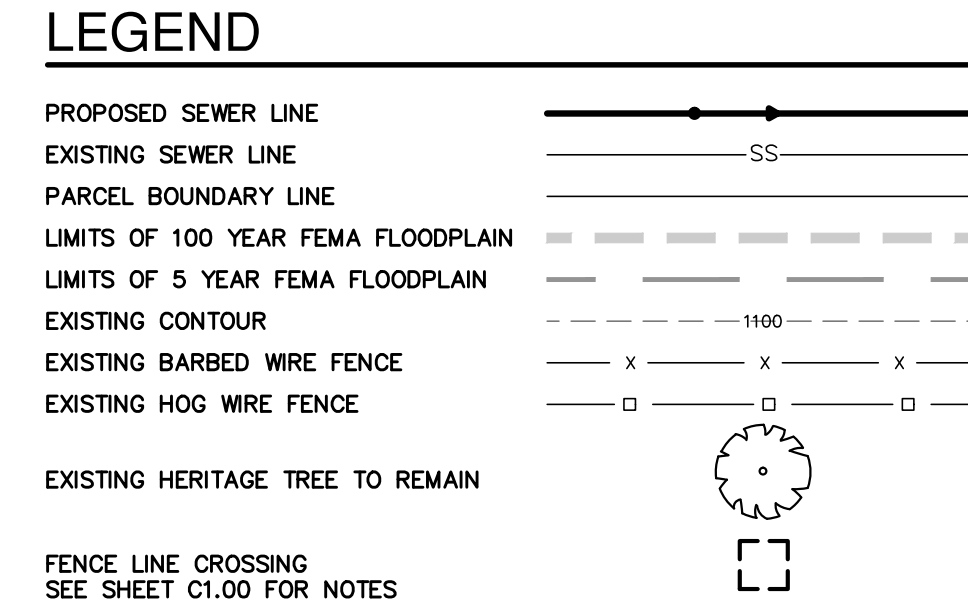 LEGEND
PROPOSED SEWER LINE
EXISTING SEWER LINE SS
PARCEL BOUNDARY LINE
LIMITS OF 100 YEAR FEMA FLOODPLAIN
LIMITS OF 5 YEAR FEMA FLOODPLAIN
EXISTING CONTOUR 1100
EXISTING BARBED WIRE FENCE X X X
EXISTING HOG WIRE FENCE
EXISTING HERITAGE TREE TO REMAIN
FENCE LINE CROSSING
SEE SHEET C1.00 FOR NOTES